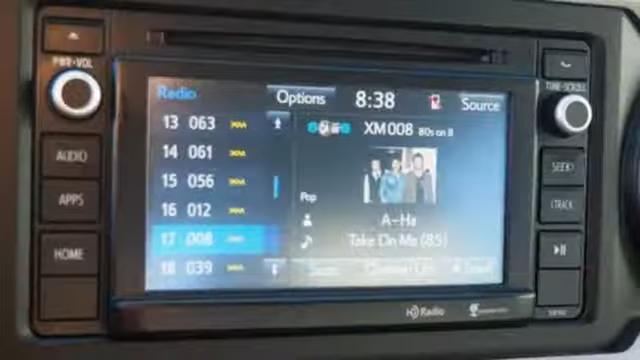 PWR•VOL
AUDIO
APPS
HOME
Radio
Options
8:38
Source
13 063
14 061
15 056
16 012
17 008
18 039
XM008 80s on 8
Pop
A-Ha
Take On Me (85)
HD Radio
TUNE•SCROLL
SEEK
TRACK